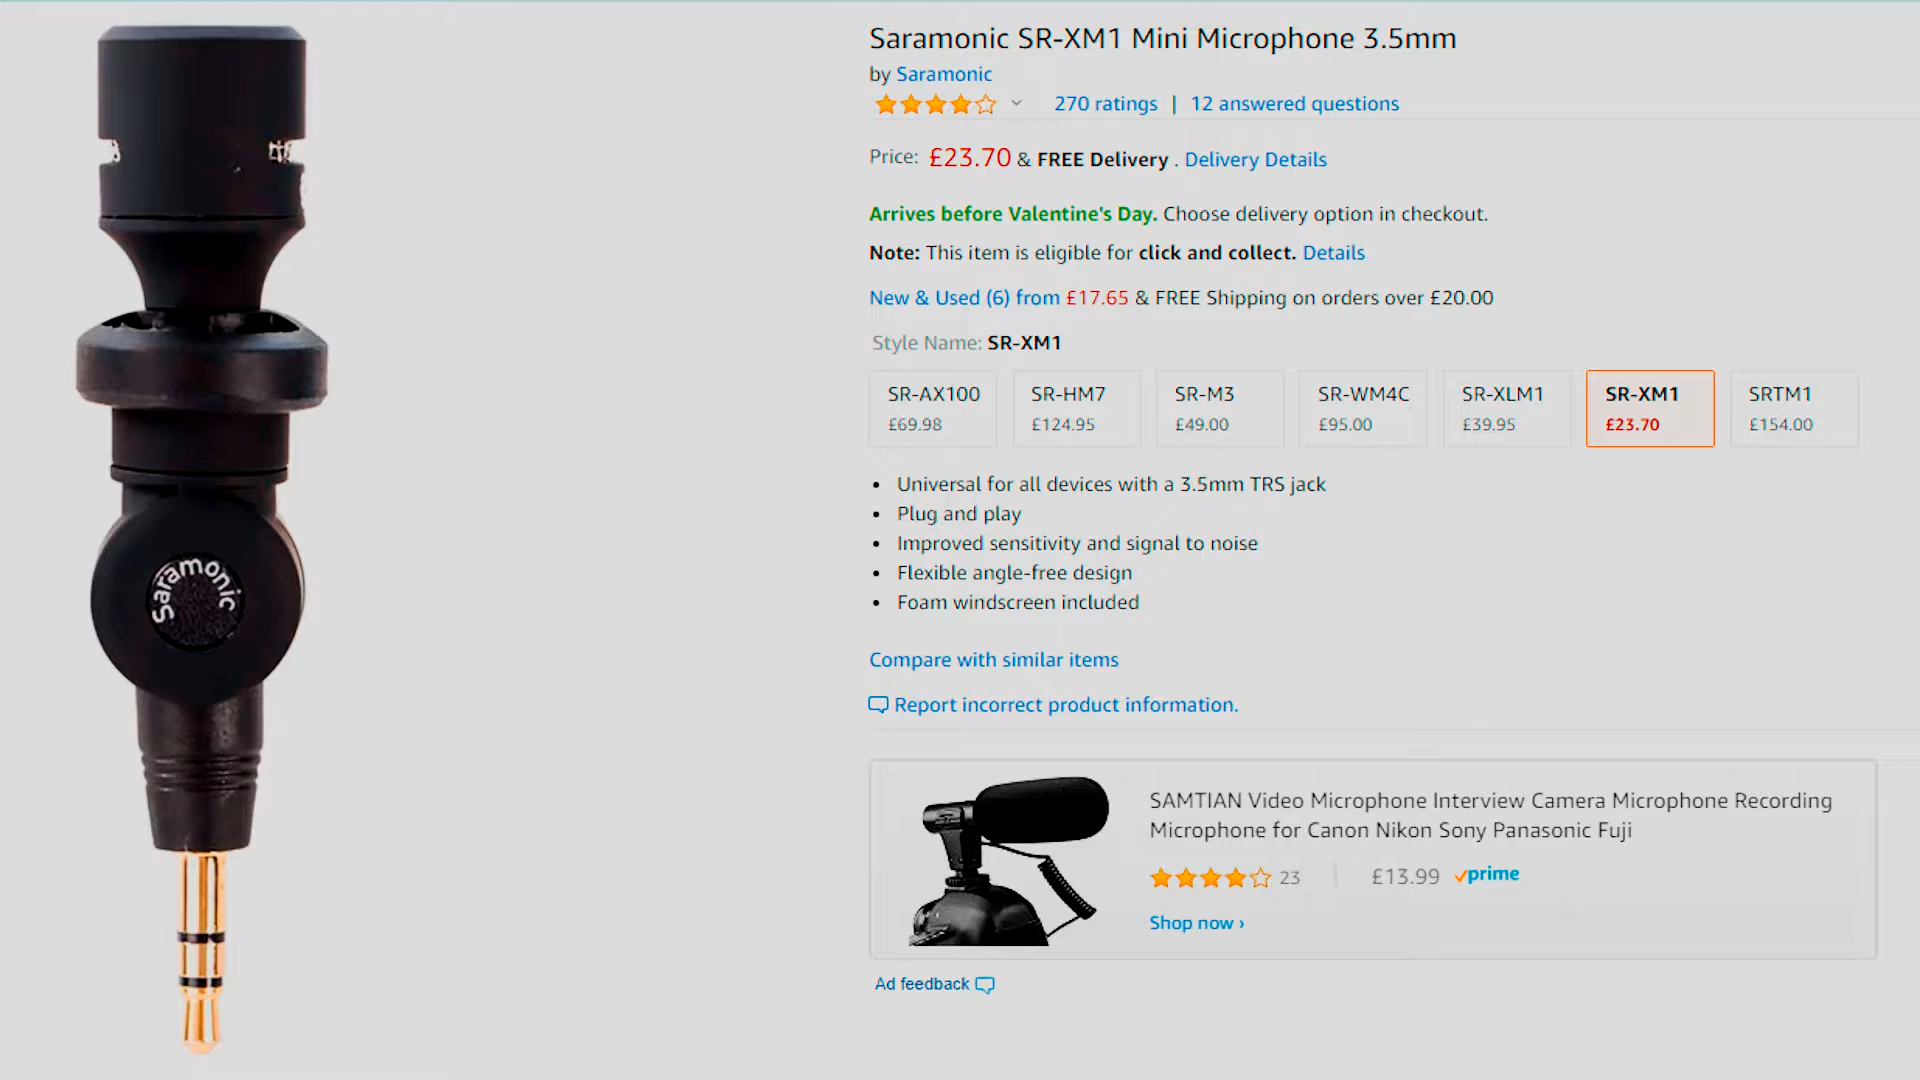 Saramonic SR-XM1 Mini Microphone 3.5mm
by Saramonic
270 ratings | 12 answered questions
Price: £23.70 & FREE Delivery . Delivery Details
Arrives before Valentine's Day. Choose delivery option in checkout.
Note: This item is eligible for click and collect. Details
New & Used (6) from £17.65 & FREE Shipping on orders over £20.00
Style Name: SR-XM1
SR-AX100 SR-HM7 SR-M3 SR-WM4C SR-XLM1 SR-XM1 SRTM1
£69.98 £124.95 £49.00 £95.00 £39.95 £23.70 £154.00
• Universal for all devices with a 3.5mm TRS jack
• Plug and play
• Improved sensitivity and signal to noise
• Flexible angle-free design
• Foam windscreen included
Saramonic
Compare with similar items
Report incorrect product information.
SAMTIAN Video Microphone Interview Camera Microphone Recording
Microphone for Canon Nikon Sony Panasonic Fuji
23 | £13.99 prime
Shop now ›
Ad feedback